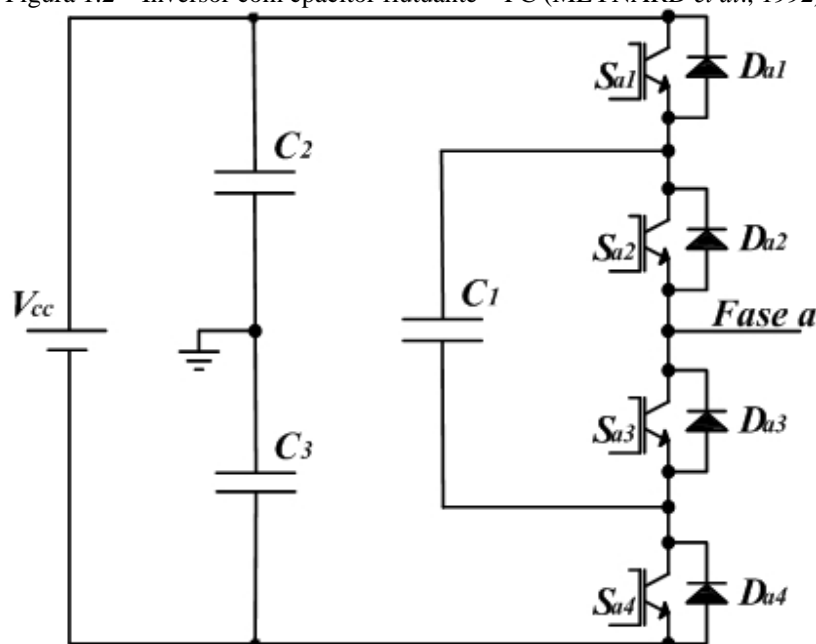 Figura 1.2 – Inversor com cpacitor flutuante – FC (MEYNARD et al., 1992)
Sa1
Da1
C2
Sa2
Da2
Vcc
C1
Fase a
C3
Sa3
Da3
Sa4
Da4